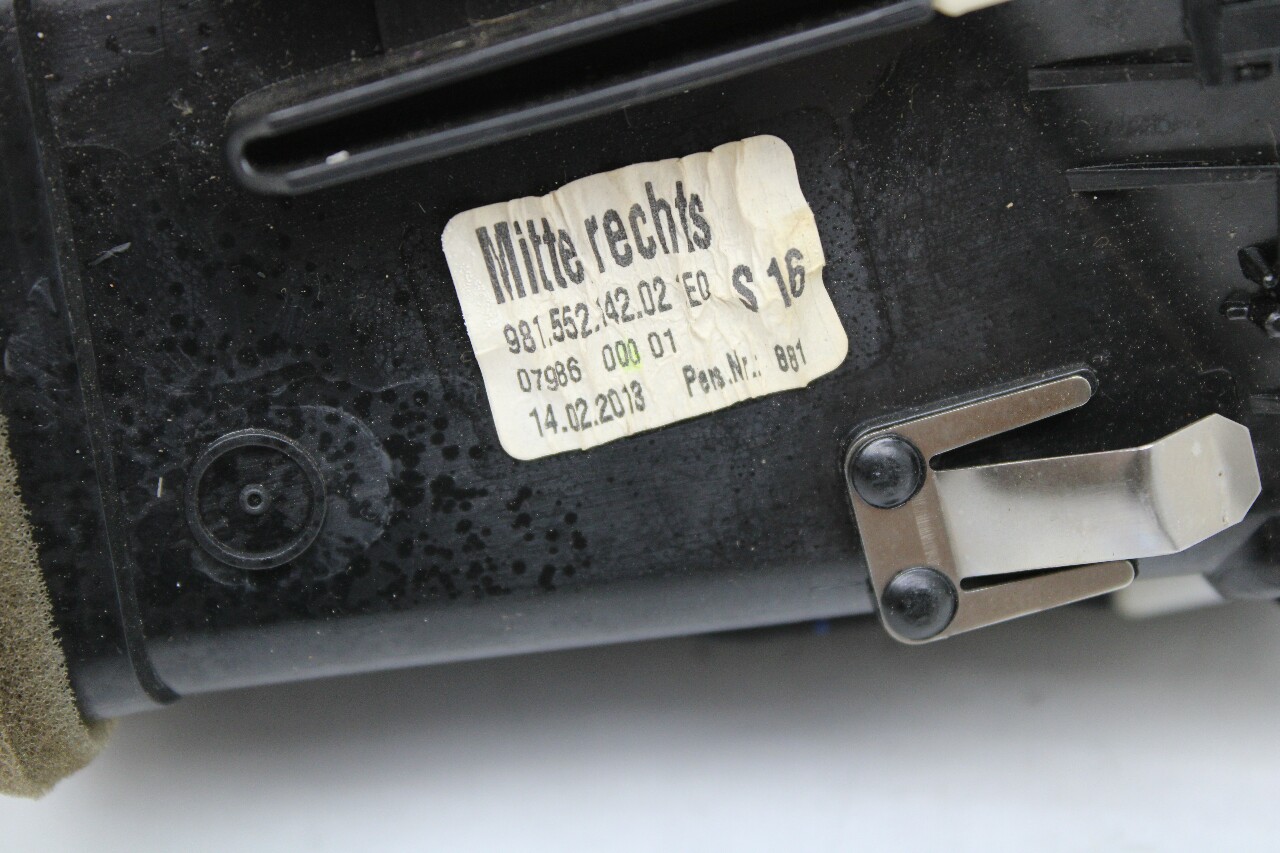 Mitte rechts
981.552.142.02 1E0 S 16
07986 000 01
14.02.2013 Pers.Nr.: 881